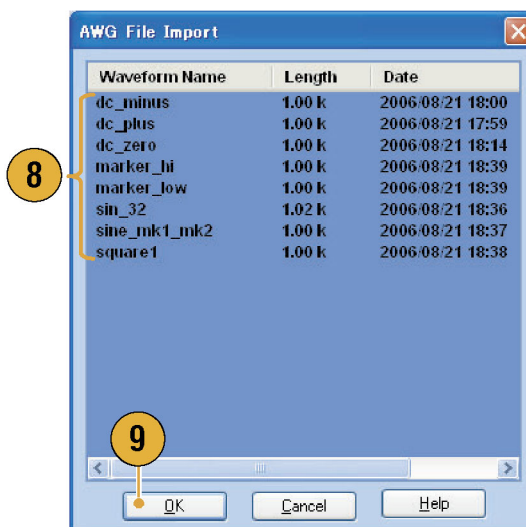 AWG File Import
Waveform Name Length Date
dc_minus 1.00 k 2006/08/21 18:00
dc_plus 1.00 k 2006/08/21 17:59
dc_zero 1.00 k 2006/08/21 18:14
marker_hi 1.00 k 2006/08/21 18:39
marker_low 1.00 k 2006/08/21 18:39
sin_32 1.02 k 2006/08/21 18:36
sine_mk1_mk2 1.00 k 2006/08/21 18:37
square1 1.00 k 2006/08/21 18:38
8
9
OK Cancel Help